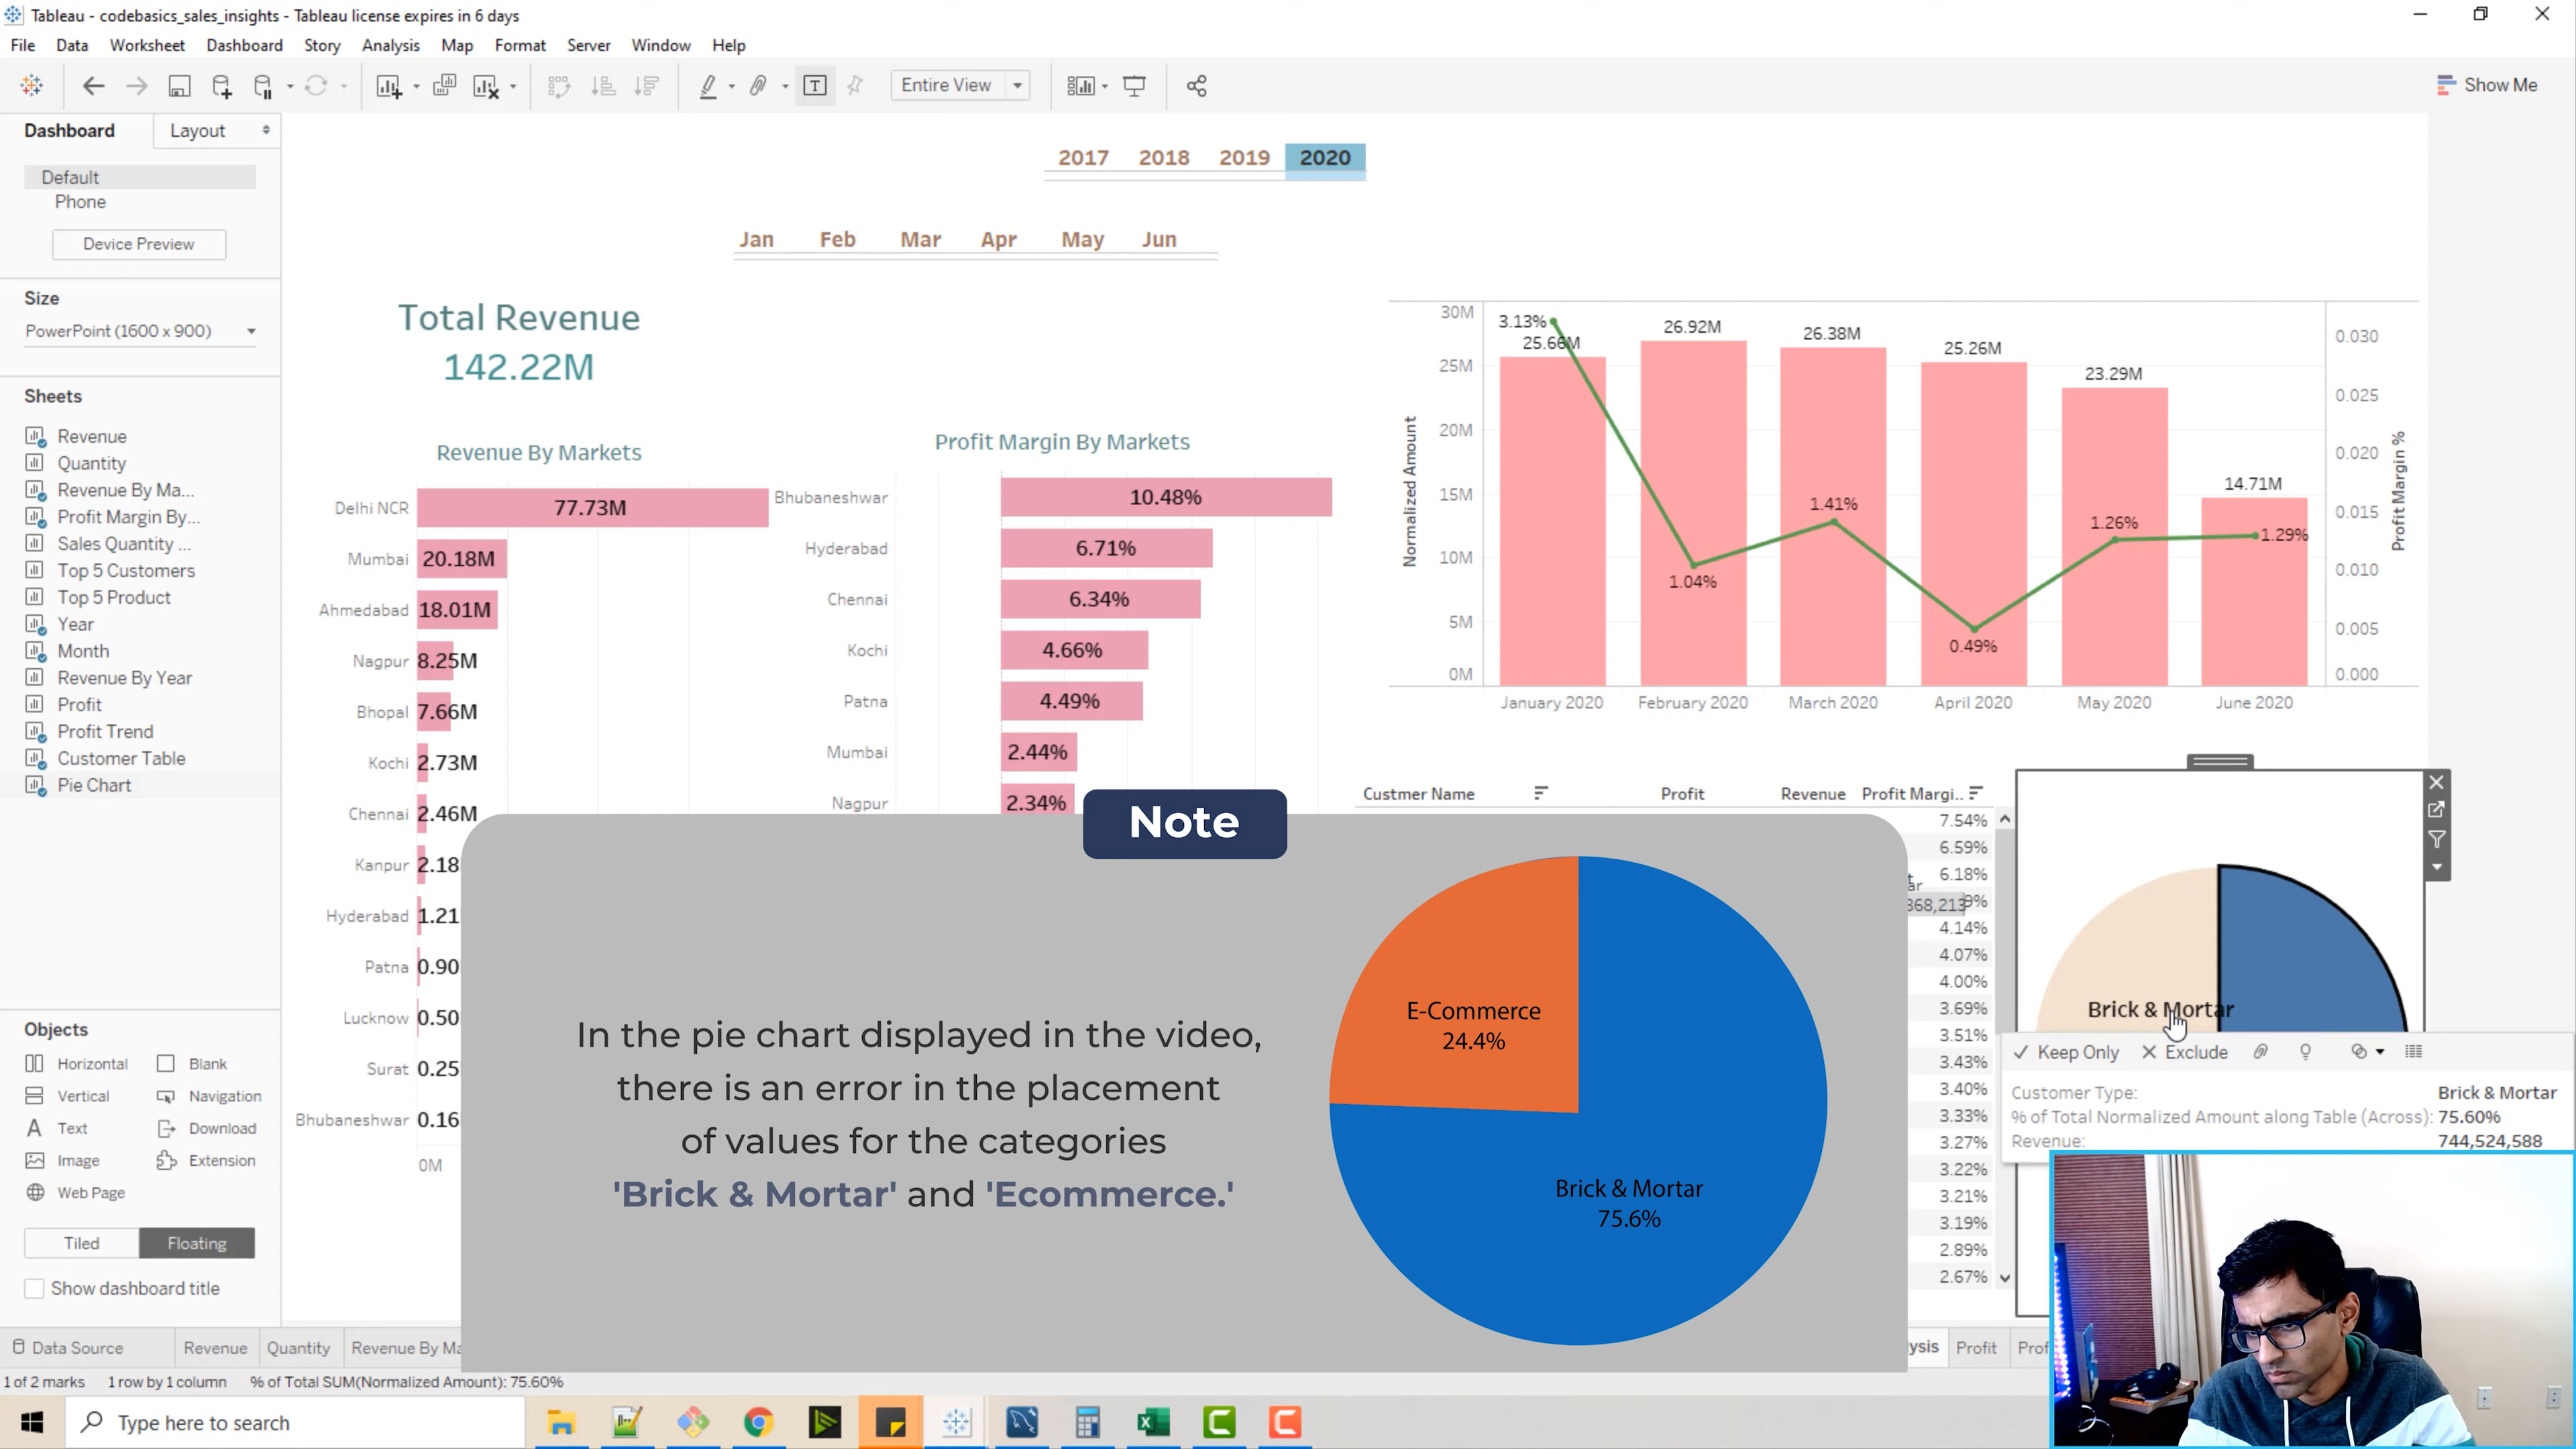 Tableau - codebasics_sales_insights - Tableau license expires in 6 days
File Data Worksheet Dashboard Story Analysis Map Format Server Window Help
Entire View
Show Me
Dashboard Layout
Default
Phone
Device Preview
Size
PowerPoint (1600 x 900)
Sheets
Revenue
Quantity
Revenue By Ma...
Profit Margin By...
Sales Quantity ...
Top 5 Customers
Top 5 Product
Year
Month
Revenue By Year
Profit
Profit Trend
Customer Table
Pie Chart
Objects
Horizontal Blank
Vertical Navigation
Text Download
Image Extension
Web Page
Tiled Floating
Show dashboard title
2017 2018 2019 2020
Jan Feb Mar Apr May Jun
Total Revenue
142.22M
Revenue By Markets
Delhi NCR 77.73M
Mumbai 20.18M
Ahmedabad 18.01M
Nagpur 8.25M
Bhopal 7.66M
Kochi 2.73M
Chennai 2.46M
Kanpur 2.18
Hyderabad 1.21
Patna 0.90
Lucknow 0.50
Surat 0.25
Bhubaneshwar 0.16
0M
Profit Margin By Markets
Bhubaneshwar 10.48%
Hyderabad 6.71%
Chennai 6.34%
Kochi 4.66%
Patna 4.49%
Mumbai 2.44%
Nagpur 2.34%
Normalized Amount
30M
25M
20M
15M
10M
5M
0M
3.13%
25.66M
26.92M
26.38M
25.26M
23.29M
14.71M
1.04%
1.41%
0.49%
1.26%
1.29%
January 2020 February 2020 March 2020 April 2020 May 2020 June 2020
0.030
0.025
0.020
0.015
0.010
0.005
0.000
Profit Margin %
Custmer Name Profit Revenue Profit Margi..
7.54%
6.59%
6.18%
9%
368,213
4.14%
4.07%
4.00%
3.69%
3.51%
3.43%
3.40%
3.33%
3.27%
3.22%
3.21%
3.19%
2.89%
2.67%
Brick & Mortar
Keep Only Exclude
Customer Type: Brick & Mortar
% of Total Normalized Amount along Table (Across): 75.60%
Revenue: 744,524,588
Note
In the pie chart displayed in the video,
there is an error in the placement
of values for the categories
'Brick & Mortar' and 'Ecommerce.'
E-Commerce
24.4%
Brick & Mortar
75.6%
Data Source Revenue Quantity Revenue By Ma
ysis Profit Prof
1 of 2 marks 1 row by 1 column % of Total SUM(Normalized Amount): 75.60%
Type here to search